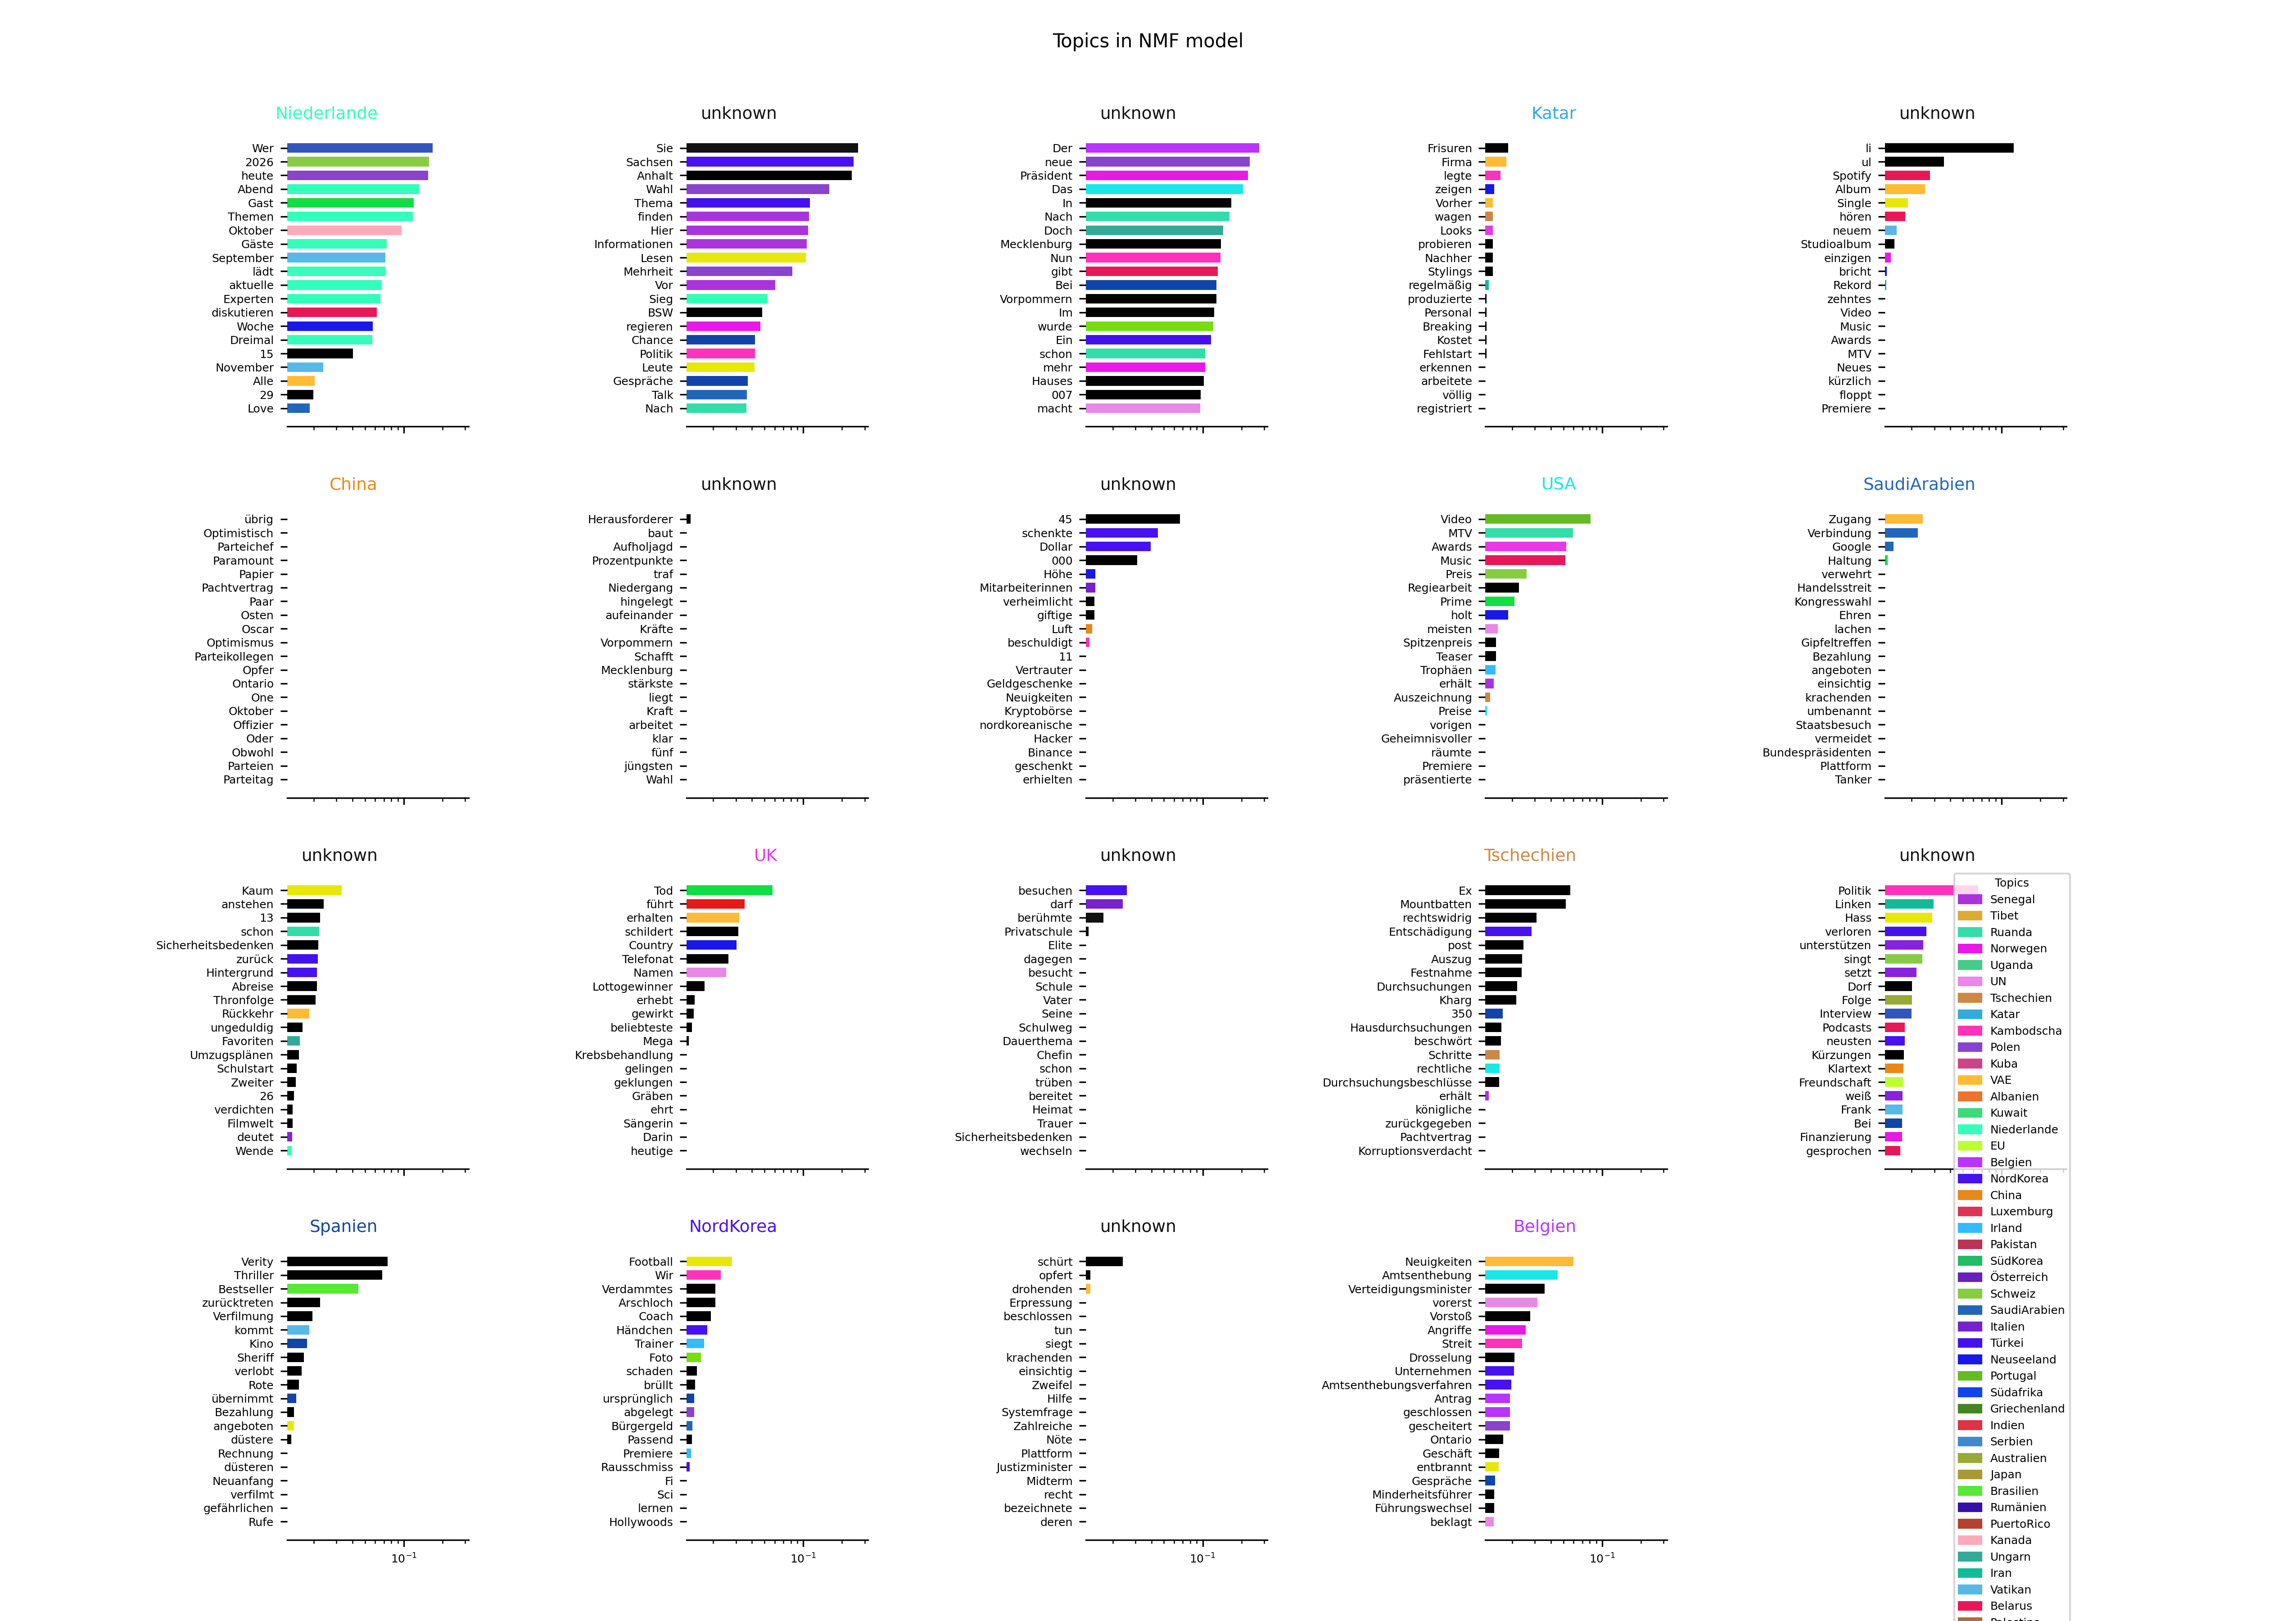 Topics in NMF model
Niederlande
Wer
2026
heute
Abend
Gast
Themen
Oktober
Gäste
September
lädt
aktuelle
Experten
diskutieren
Woche
Dreimal
15
November
Alle
29
Love
unknown
Sie
Sachsen
Anhalt
Wahl
Thema
finden
Hier
Informationen
Lesen
Mehrheit
Vor
Sieg
BSW
regieren
Chance
Politik
Leute
Gespräche
Talk
Nach
unknown
Der
neue
Präsident
Das
In
Nach
Doch
Mecklenburg
Nun
gibt
Bei
Vorpommern
Im
wurde
Ein
schon
mehr
Hauses
007
macht
Katar
Frisuren
Firma
legte
zeigen
Vorher
wagen
Looks
probieren
Nachher
Stylings
regelmäßig
produzierte
Personal
Breaking
Kostet
Fehlstart
erkennen
arbeitete
völlig
registriert
unknown
li
ul
Spotify
Album
Single
hören
neuem
Studioalbum
einzigen
bricht
Rekord
zehntes
Video
Music
Awards
MTV
Neues
kürzlich
floppt
Premiere
China
übrig
Optimistisch
Parteichef
Paramount
Papier
Pachtvertrag
Paar
Osten
Oscar
Optimismus
Parteikollegen
Opfer
Ontario
One
Oktober
Offizier
Oder
Obwohl
Parteien
Parteitag
unknown
Herausforderer
baut
Aufholjagd
Prozentpunkte
traf
Niedergang
hingelegt
aufeinander
Kräfte
Vorpommern
Schafft
Mecklenburg
stärkste
liegt
Kraft
arbeitet
klar
fünf
jüngsten
Wahl
unknown
45
schenkte
Dollar
000
Höhe
Mitarbeiterinnen
verheimlicht
giftige
Luft
beschuldigt
11
Vertrauter
Geldgeschenke
Neuigkeiten
Kryptobörse
nordkoreanische
Hacker
Binance
geschenkt
erhielten
USA
Video
MTV
Awards
Music
Preis
Regiearbeit
Prime
holt
meisten
Spitzenpreis
Teaser
Trophäen
erhält
Auszeichnung
Preise
vorigen
Geheimnisvoller
räumte
Premiere
präsentierte
SaudiArabien
Zugang
Verbindung
Google
Haltung
verwehrt
Handelsstreit
Kongresswahl
Ehren
lachen
Gipfeltreffen
Bezahlung
angeboten
einsichtig
krachenden
umbenannt
Staatsbesuch
vermeidet
Bundespräsidenten
Plattform
Tanker
unknown
Kaum
anstehen
13
schon
Sicherheitsbedenken
zurück
Hintergrund
Abreise
Thronfolge
Rückkehr
ungeduldig
Favoriten
Umzugsplänen
Schulstart
Zweiter
26
verdichten
Filmwelt
deutet
Wende
UK
Tod
führt
erhalten
schildert
Country
Telefonat
Namen
Lottogewinner
erhebt
gewirkt
beliebteste
Mega
Krebsbehandlung
gelingen
geklungen
Gräben
ehrt
Sängerin
Darin
heutige
unknown
besuchen
darf
berühmte
Privatschule
Elite
dagegen
besucht
Schule
Vater
Seine
Schulweg
Dauerthema
Chefin
schon
trüben
bereitet
Heimat
Trauer
Sicherheitsbedenken
wechseln
Tschechien
Ex
Mountbatten
rechtswidrig
Entschädigung
post
Auszug
Festnahme
Durchsuchungen
Kharg
350
Hausdurchsuchungen
beschwört
Schritte
rechtliche
Durchsuchungsbeschlüsse
erhält
königliche
zurückgegeben
Pachtvertrag
Korruptionsverdacht
unknown
Politik
Linken
Hass
verloren
unterstützen
singt
setzt
Dorf
Folge
Interview
Podcasts
neusten
Kürzungen
Klartext
Freundschaft
weiß
Frank
Bei
Finanzierung
gesprochen
Topics
Senegal
Tibet
Ruanda
Norwegen
Uganda
UN
Tschechien
Katar
Kambodscha
Polen
Kuba
VAE
Albanien
Kuwait
Niederlande
EU
Belgien
NordKorea
China
Luxemburg
Irland
Pakistan
SüdKorea
Österreich
Schweiz
SaudiArabien
Italien
Türkei
Neuseeland
Portugal
Südafrika
Griechenland
Indien
Serbien
Australien
Japan
Brasilien
Rumänien
PuertoRico
Kanada
Ungarn
Iran
Vatikan
Belarus
Spanien
Verity
Thriller
Bestseller
zurücktreten
Verfilmung
kommt
Kino
Sheriff
verlobt
Rote
übernimmt
Bezahlung
angeboten
düstere
Rechnung
düsteren
Neuanfang
verfilmt
gefährlichen
Rufe
10⁻¹
NordKorea
Football
Wir
Verdammtes
Arschloch
Coach
Händchen
Trainer
Foto
schaden
brüllt
ursprünglich
abgelegt
Bürgergeld
Passend
Premiere
Rausschmiss
Fi
Sci
lernen
Hollywoods
10⁻¹
unknown
schürt
opfert
drohenden
Erpressung
beschlossen
tun
siegt
krachenden
einsichtig
Zweifel
Hilfe
Systemfrage
Zahlreiche
Nöte
Plattform
Justizminister
Midterm
recht
bezeichnete
deren
10⁻¹
Belgien
Neuigkeiten
Amtsenthebung
Verteidigungsminister
vorerst
Vorstoß
Angriffe
Streit
Drosselung
Unternehmen
Amtsenthebungsverfahren
Antrag
geschlossen
gescheitert
Ontario
Geschäft
entbrannt
Gespräche
Minderheitsführer
Führungswechsel
beklagt
10⁻¹